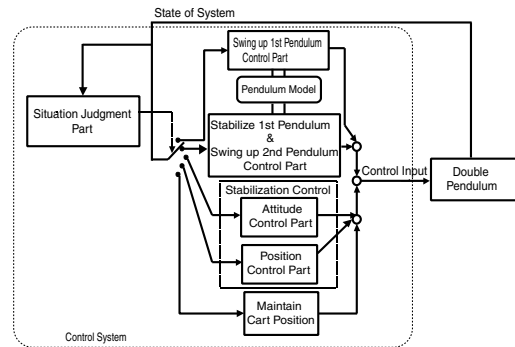 State of System
Swing up 1st Pendulum
Control Part
Pendulum Model
Situation Judgment
Part
Stabilize 1st Pendulum
&
Swing up 2nd Pendulum
Control Part
Control Input
Double
Pendulum
Stabilization Control
Attitude
Control Part
Position
Control Part
Maintain
Cart Position
Control System